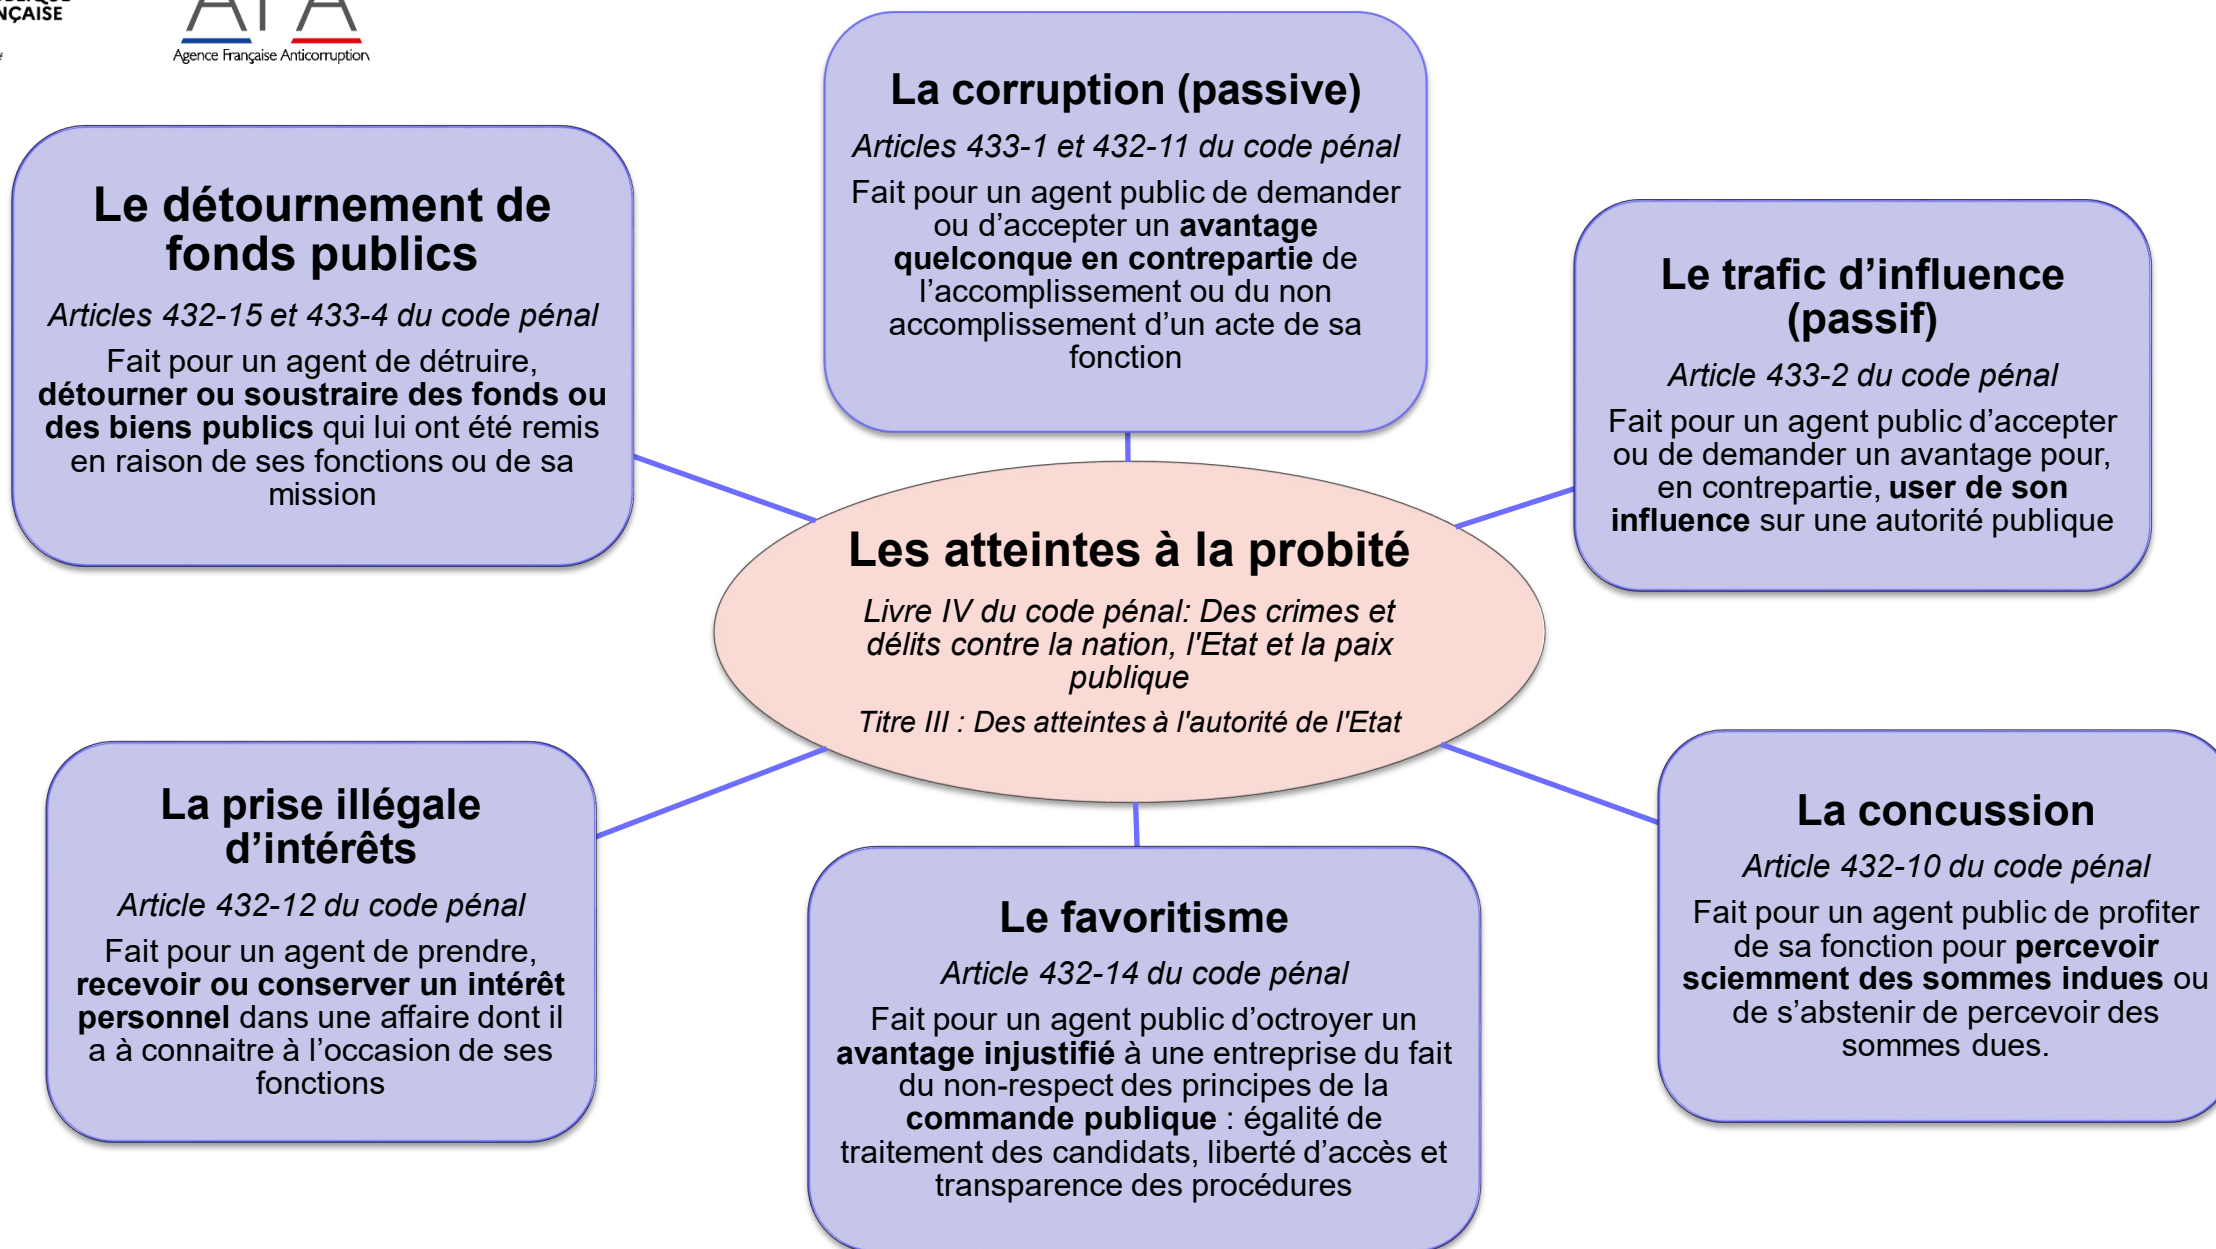 NÇAISE
Agence Française Anticorruption
La corruption (passive)
Articles 433-1 et 432-11 du code pénal
Fait pour un agent public de demander
ou d’accepter un avantage
quelconque en contrepartie de
l’accomplissement ou du non
accomplissement d’un acte de sa
fonction
Le détournement de
fonds publics
Articles 432-15 et 433-4 du code pénal
Fait pour un agent de détruire,
détourner ou soustraire des fonds ou
des biens publics qui lui ont été remis
en raison de ses fonctions ou de sa
mission
Le trafic d’influence
(passif)
Article 433-2 du code pénal
Fait pour un agent public d’accepter
ou de demander un avantage pour,
en contrepartie, user de son
influence sur une autorité publique
Les atteintes à la probité
Livre IV du code pénal: Des crimes et
délits contre la nation, l'Etat et la paix
publique
Titre III : Des atteintes à l'autorité de l'Etat
La prise illégale
d’intérêts
Article 432-12 du code pénal
Fait pour un agent de prendre,
recevoir ou conserver un intérêt
personnel dans une affaire dont il
a à connaitre à l’occasion de ses
fonctions
Le favoritisme
Article 432-14 du code pénal
Fait pour un agent public d’octroyer un
avantage injustifié à une entreprise du fait
du non-respect des principes de la
commande publique : égalité de
traitement des candidats, liberté d’accès et
transparence des procédures
La concussion
Article 432-10 du code pénal
Fait pour un agent public de profiter
de sa fonction pour percevoir
sciemment des sommes indues ou
de s’abstenir de percevoir des
sommes dues.